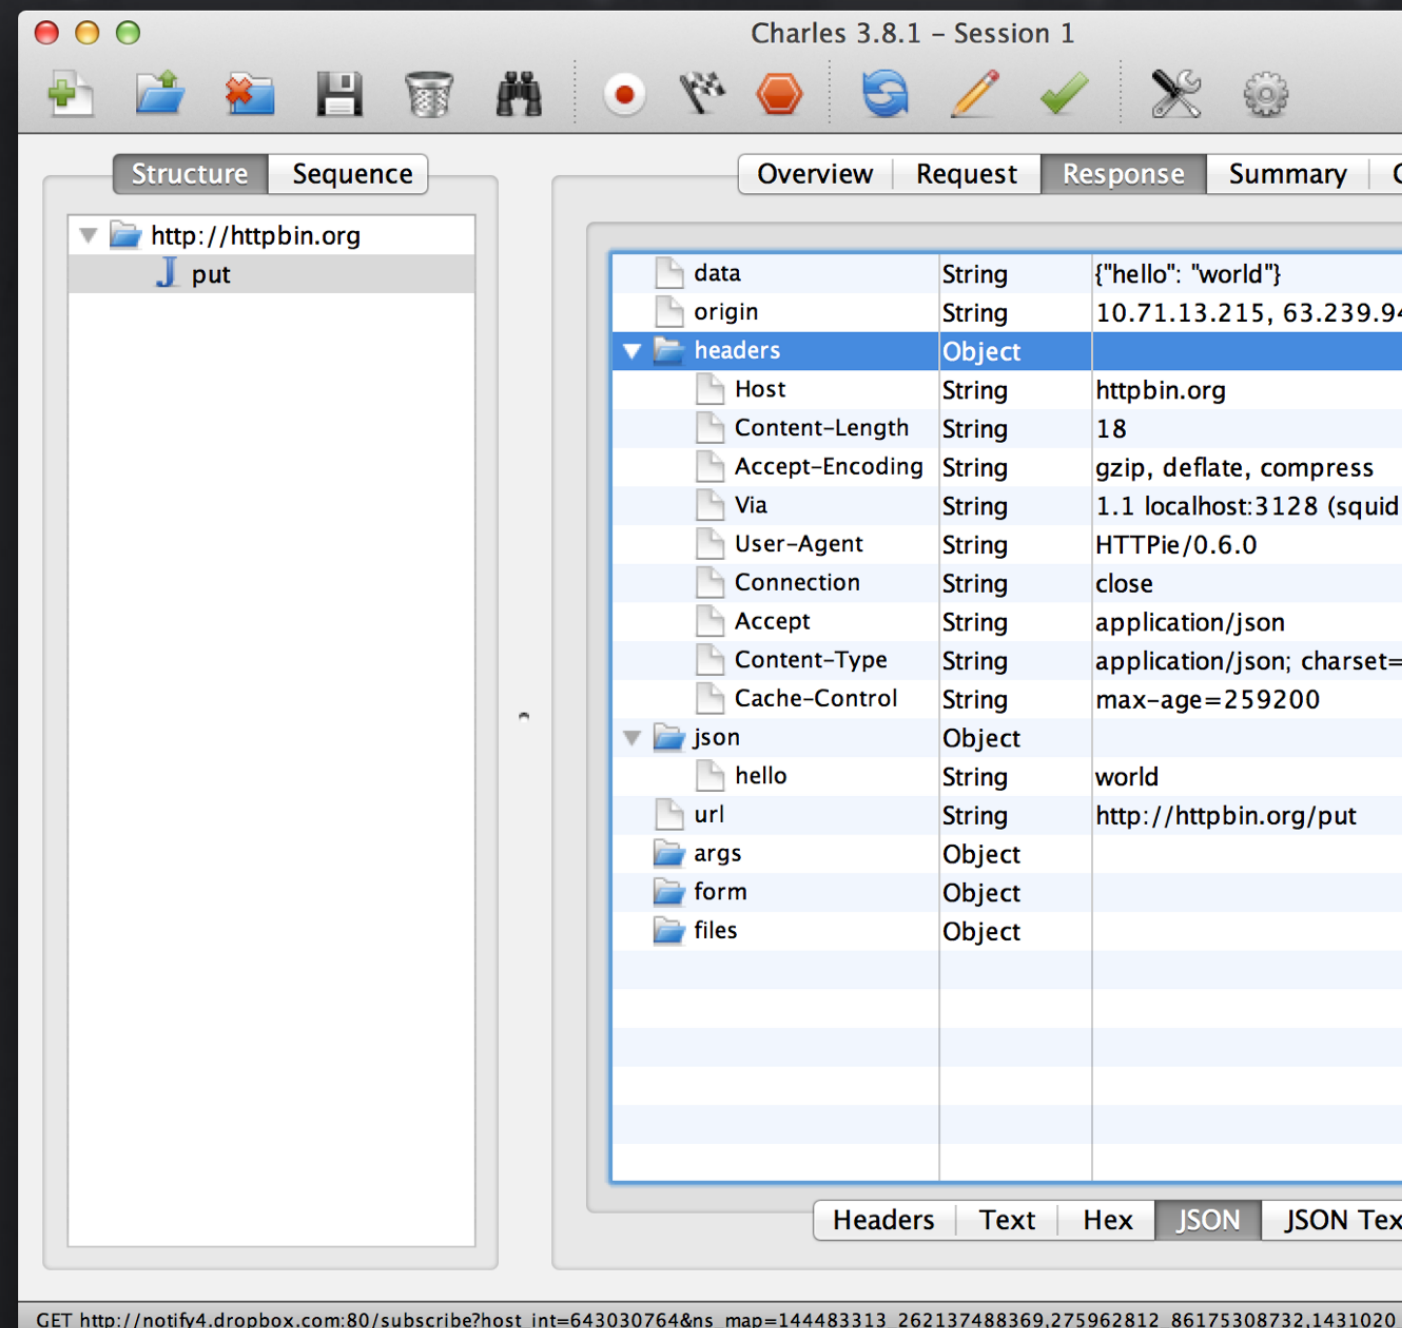 Charles 3.8.1 – Session 1
Structure Sequence
Overview Request Response Summary
http://httpbin.org
put
data String {"hello": "world"}
origin String 10.71.13.215, 63.239.94
headers Object
Host String httpbin.org
Content-Length String 18
Accept-Encoding String gzip, deflate, compress
Via String 1.1 localhost:3128 (squid
User-Agent String HTTPie/0.6.0
Connection String close
Accept String application/json
Content-Type String application/json; charset=
Cache-Control String max-age=259200
json Object
hello String world
url String http://httpbin.org/put
args Object
form Object
files Object
Headers Text Hex JSON JSON Tex
GET http://notify4.dropbox.com:80/subscribe?host_int=643030764&ns_map=144483313_262137488369,275962812_86175308732,1431020